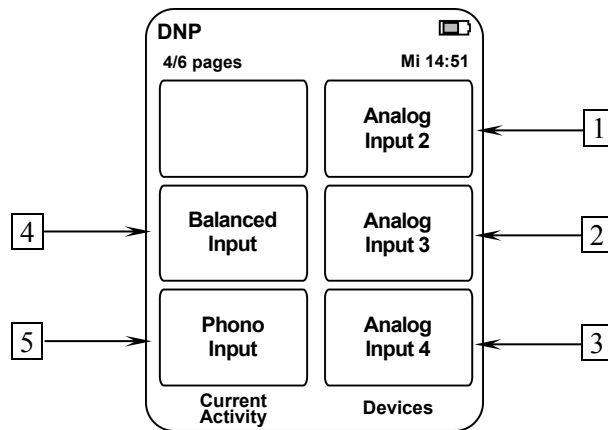 DNP
4/6 pages Mi 14:51
Analog
Input 2
1
4
Balanced
Input
Analog
Input 3
2
5
Phono
Input
Analog
Input 4
3
Current
Activity
Devices